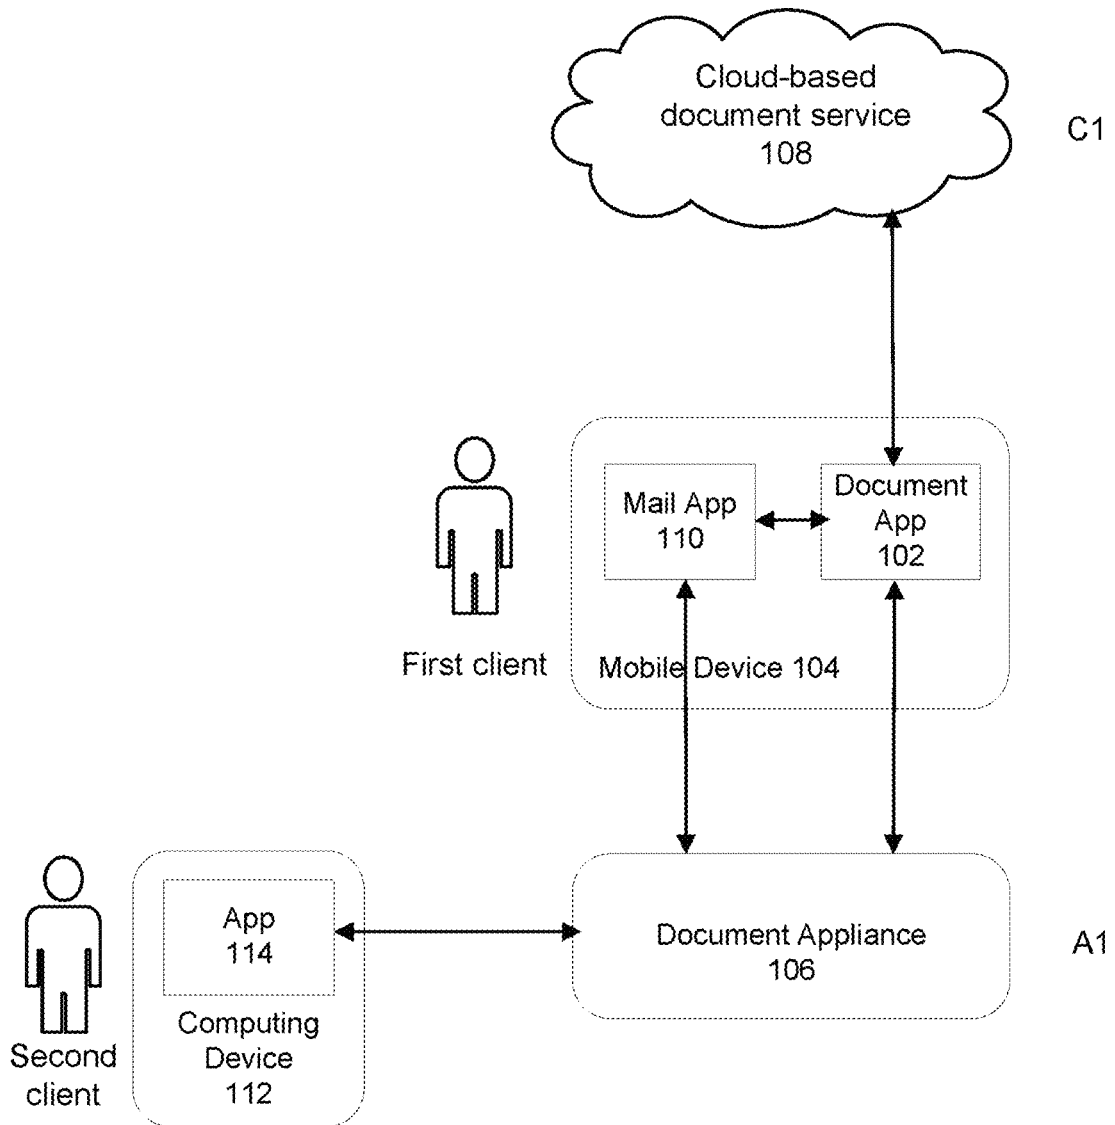 Cloud-based
document service
108
C1
Mail App
110
Document
App
102
First client
Mobile Device 104
App
114
Computing
Device
112
Second
client
Document Appliance
106
A1